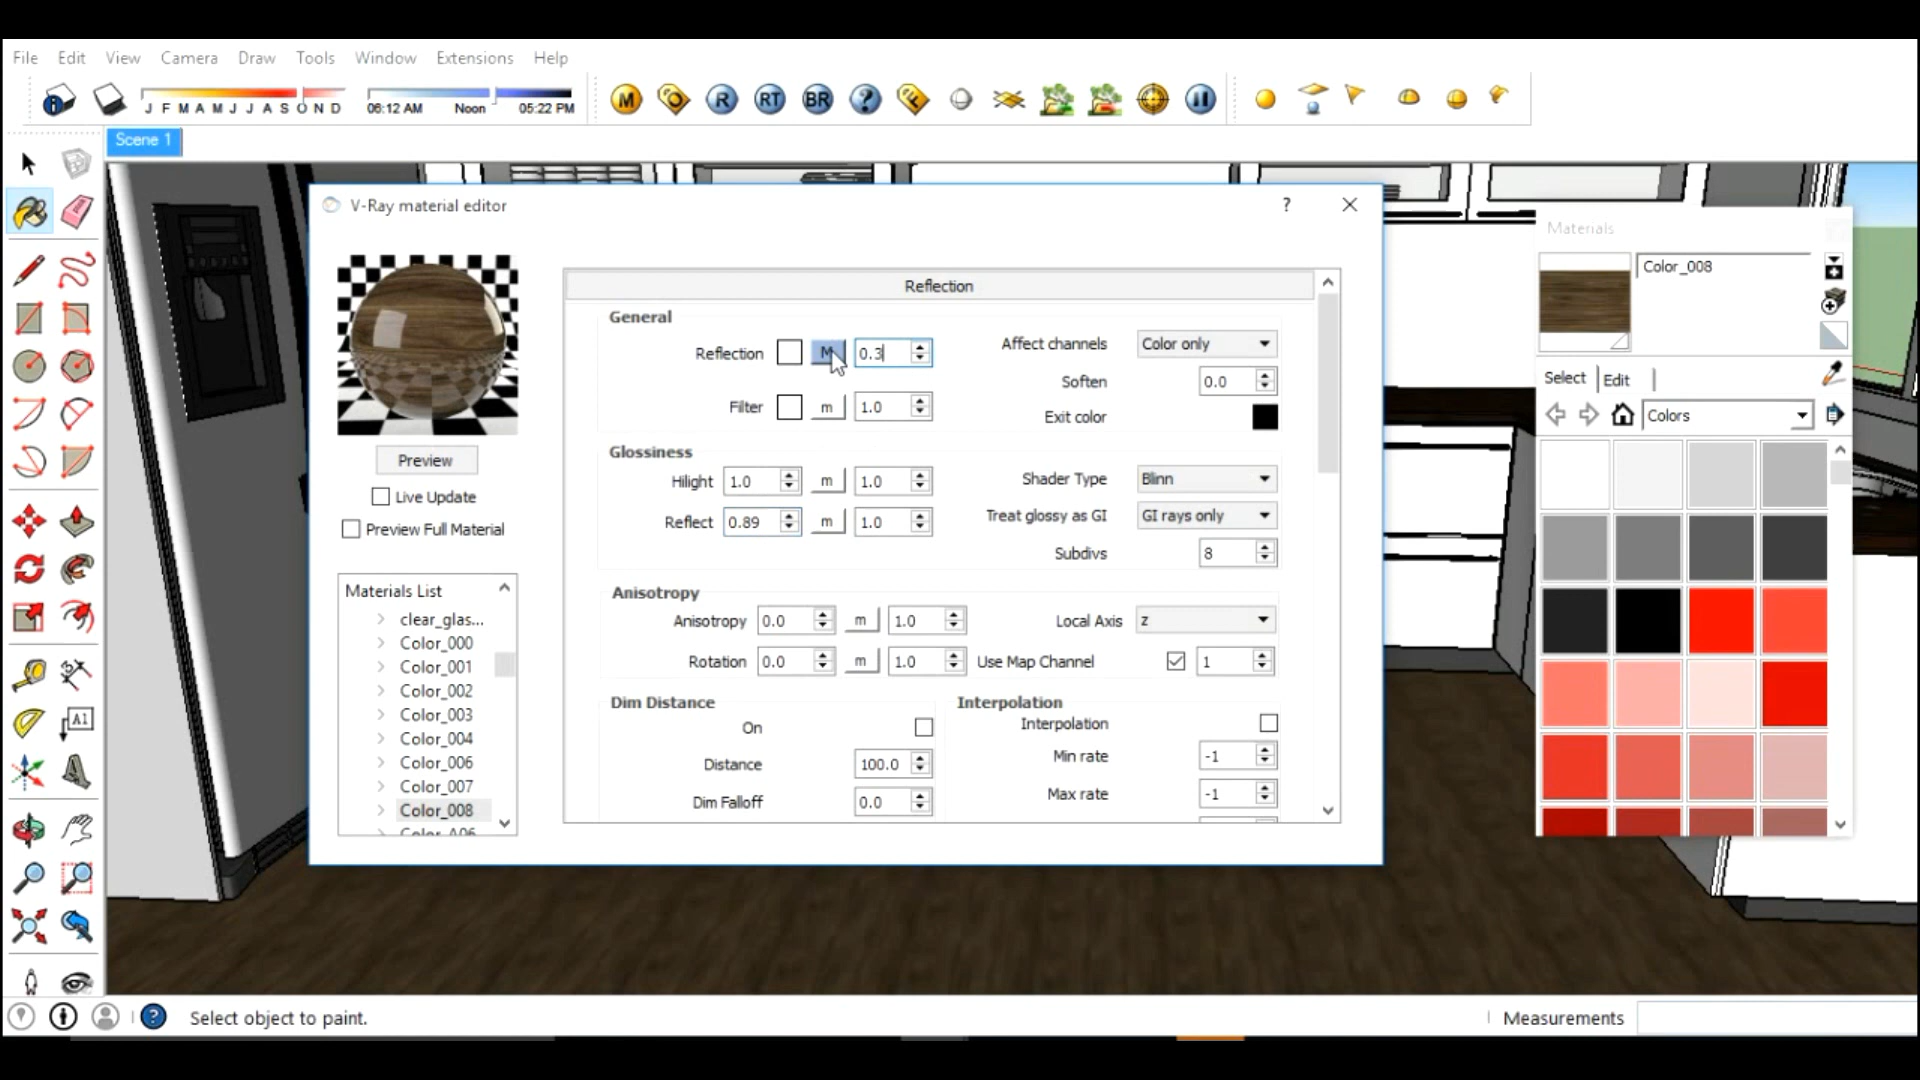 File Edit View Camera Draw Tools Window Extensions Help
J F M A M J J A S O N D 06:12 AM Noon 05:22 PM M R RT BR ?
Scene 1
V-Ray material editor ?
Materials
Color_008
Reflection
General
Reflection M 0.3 Affect channels Color only
Soften 0.0
Filter m 1.0 Exit color
Glossiness
Hilight 1.0 m 1.0 Shader Type Blinn
Reflect 0.89 m 1.0 Treat glossy as GI GI rays only
Subdivs 8
Anisotropy
Anisotropy 0.0 m 1.0 Local Axis z
Rotation 0.0 m 1.0 Use Map Channel 1
Dim Distance Interpolation
On Interpolation
Distance 100.0 Min rate -1
Dim Falloff 0.0 Max rate -1
Preview
Live Update
Preview Full Material
Materials List
clear_glas...
Color_000
Color_001
Color_002
Color_003
Color_004
Color_006
Color_007
Color_008
Color_A06
Select Edit
Colors
A1
Select object to paint. Measurements